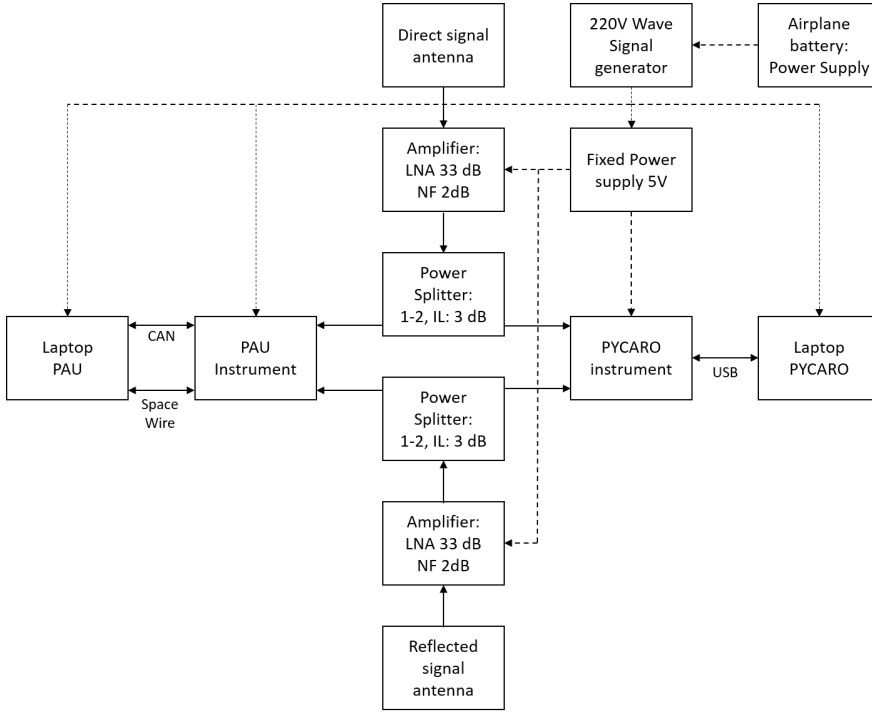 Direct signal
antenna
220V Wave
Signal
generator
Airplane
battery:
Power Supply
Amplifier:
LNA 33 dB
NF 2dB
Fixed Power
supply 5V
Power
Splitter:
1-2, IL: 3 dB
Laptop
PAU
CAN
Space
Wire
PAU
Instrument
PYCARO
instrument
USB
Laptop
PYCARO
Power
Splitter:
1-2, IL: 3 dB
Amplifier:
LNA 33 dB
NF 2dB
Reflected
signal
antenna